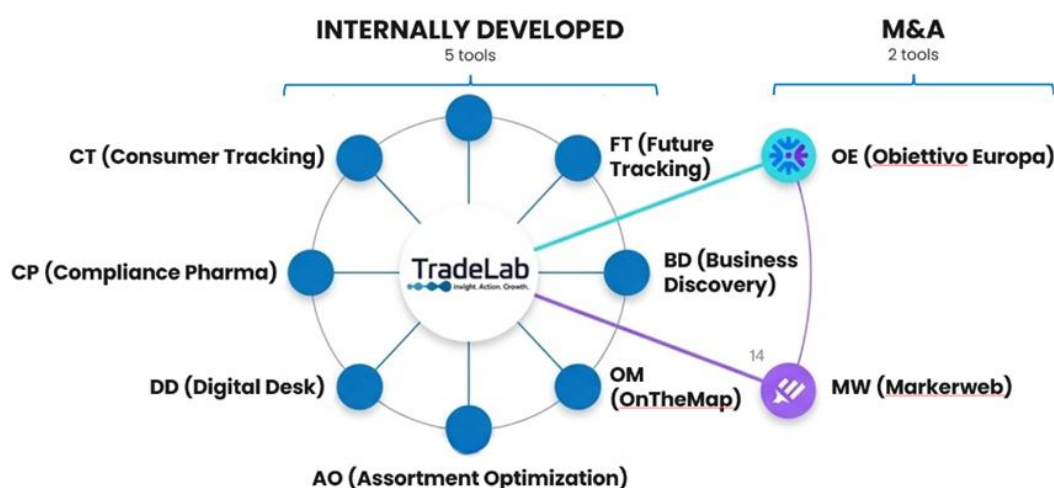 INTERNALLY DEVELOPED
5 tools
M&A
2 tools
CT (Consumer Tracking)
FT (Future
Tracking)
OE (Obiettivo Europa)
CP (Compliance Pharma)
TradeLab
Insight. Action. Growth.
BD (Business
Discovery)
14
DD (Digital Desk)
OM
(OnTheMap)
MW (Markerweb)
AO (Assortment Optimization)